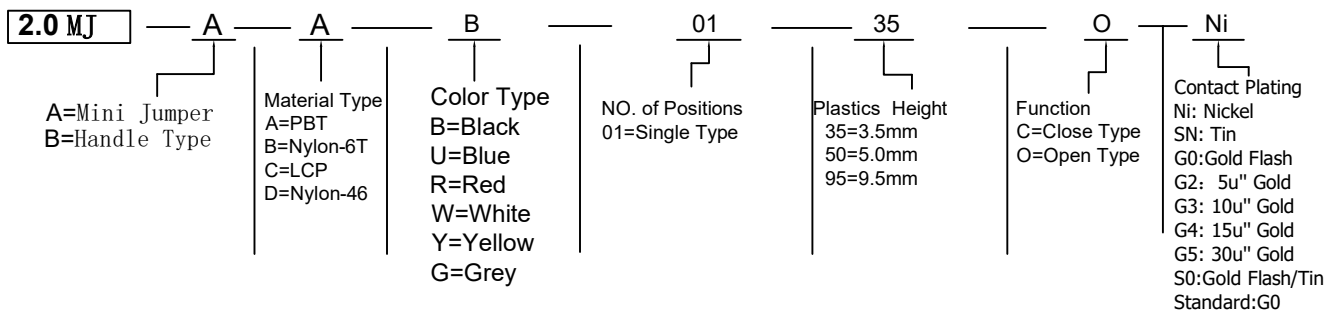 2.0 MJ A A B 01 35 O Ni
A=Mini Jumper
B=Handle Type
Material Type
A=PBT
B=Nylon-6T
C=LCP
D=Nylon-46
Color Type
B=Black
U=Blue
R=Red
W=White
Y=Yellow
G=Grey
NO. of Positions
01=Single Type
Plastics Height
35=3.5mm
50=5.0mm
95=9.5mm
Function
C=Close Type
O=Open Type
Contact Plating
Ni: Nickel
SN: Tin
G0:Gold Flash
G2: 5u" Gold
G3: 10u" Gold
G4: 15u" Gold
G5: 30u" Gold
S0:Gold Flash/Tin
Standard:G0